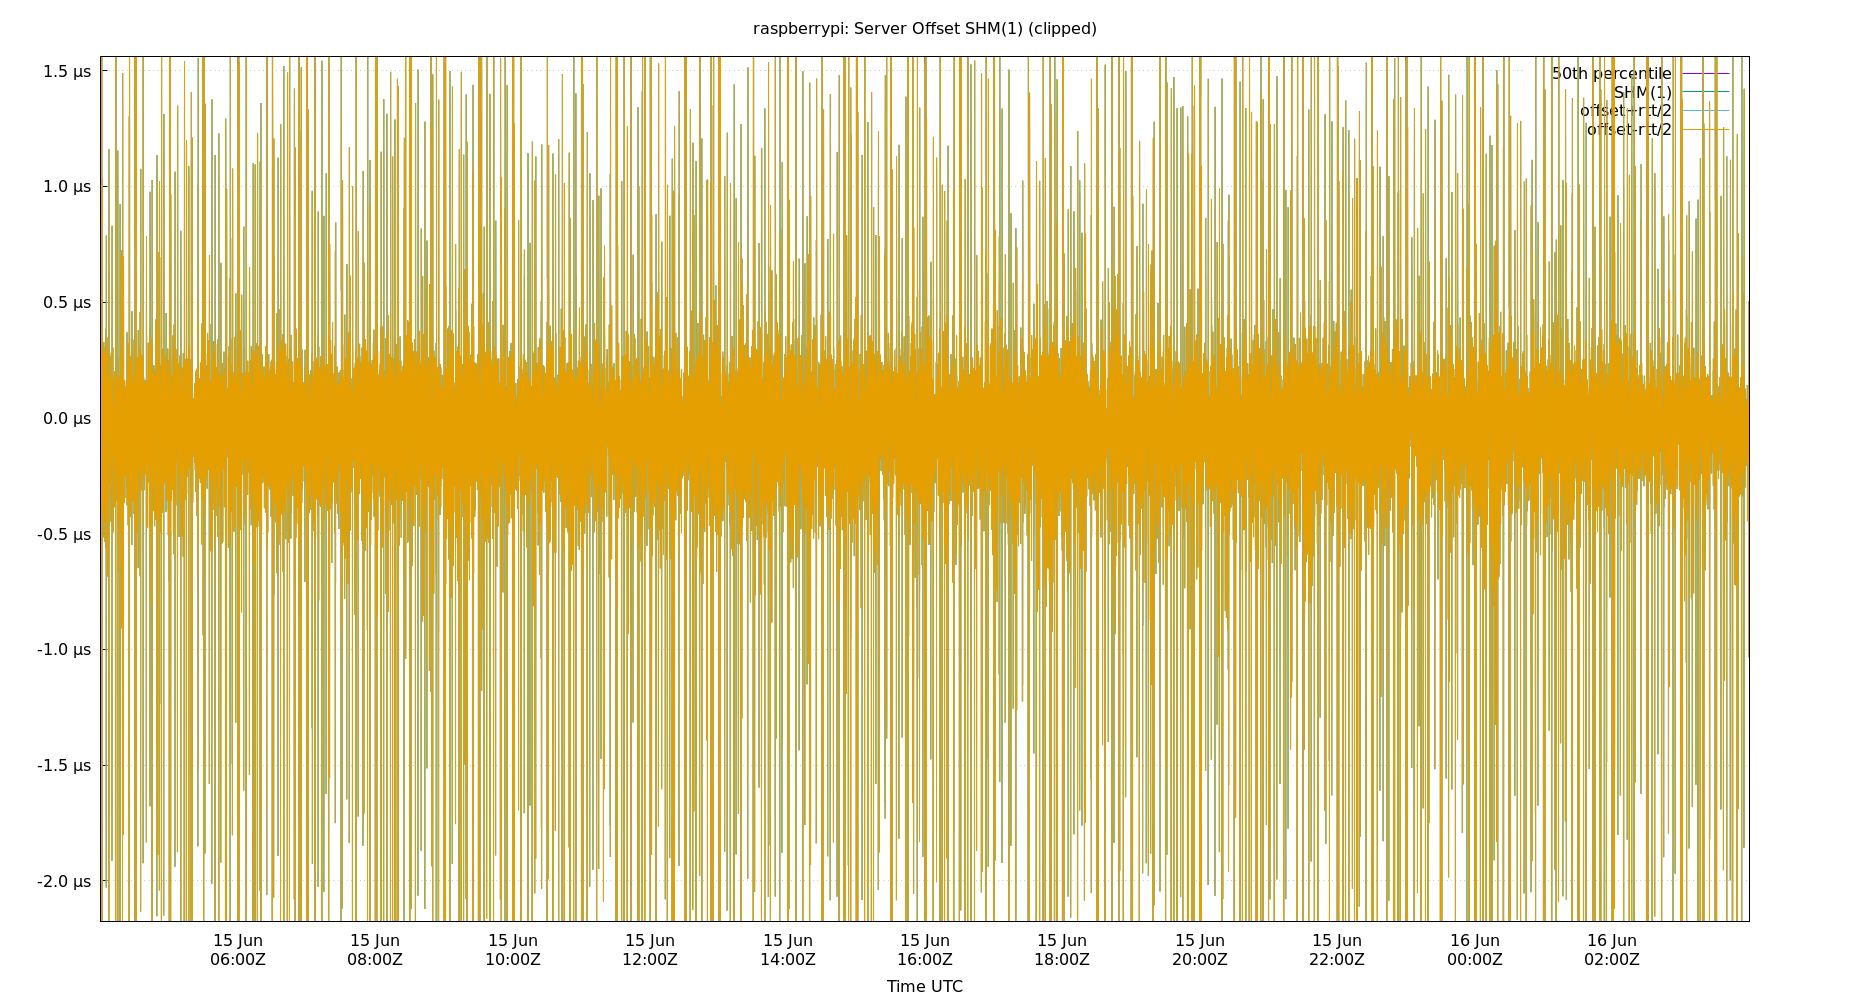 raspberrypi: Server Offset SHM(1) (clipped)
1.5 µs
1.0 µs
0.5 µs
0.0 µs
-0.5 µs
-1.0 µs
-1.5 µs
-2.0 µs
50th percentile
SHM(1)
offset+rtt/2
offset-rtt/2
15 Jun 15 Jun 15 Jun 15 Jun 15 Jun 15 Jun 15 Jun 15 Jun 15 Jun 16 Jun 16 Jun
06:00Z 08:00Z 10:00Z 12:00Z 14:00Z 16:00Z 18:00Z 20:00Z 22:00Z 00:00Z 02:00Z
Time UTC